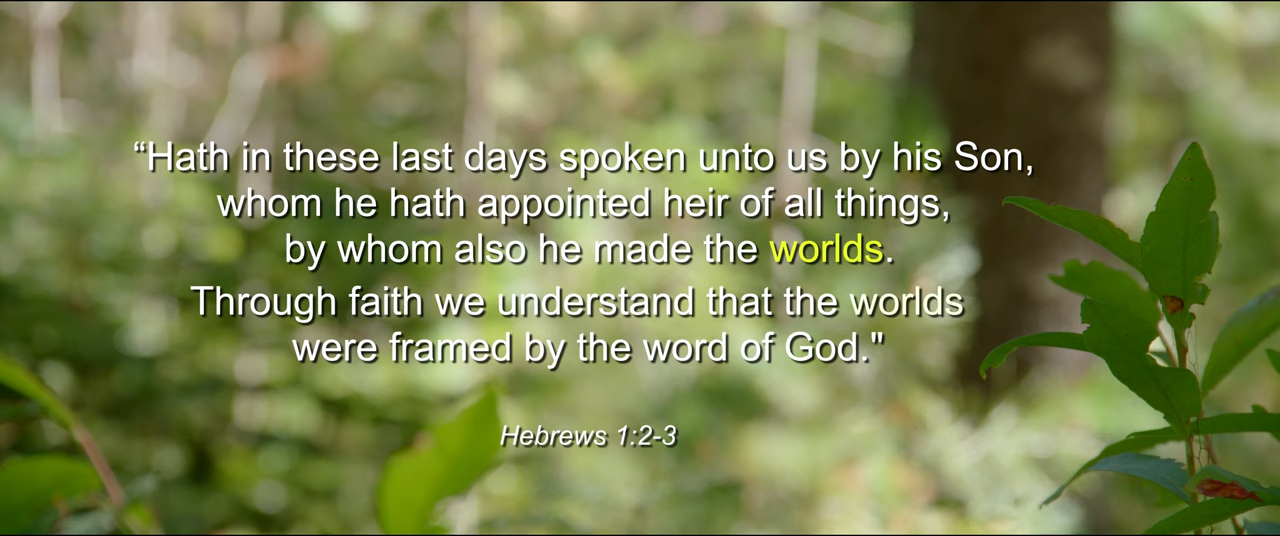 “Hath in these last days spoken unto us by his Son,
whom he hath appointed heir of all things,
by whom also he made the worlds.
Through faith we understand that the worlds
were framed by the word of God."
Hebrews 1:2-3